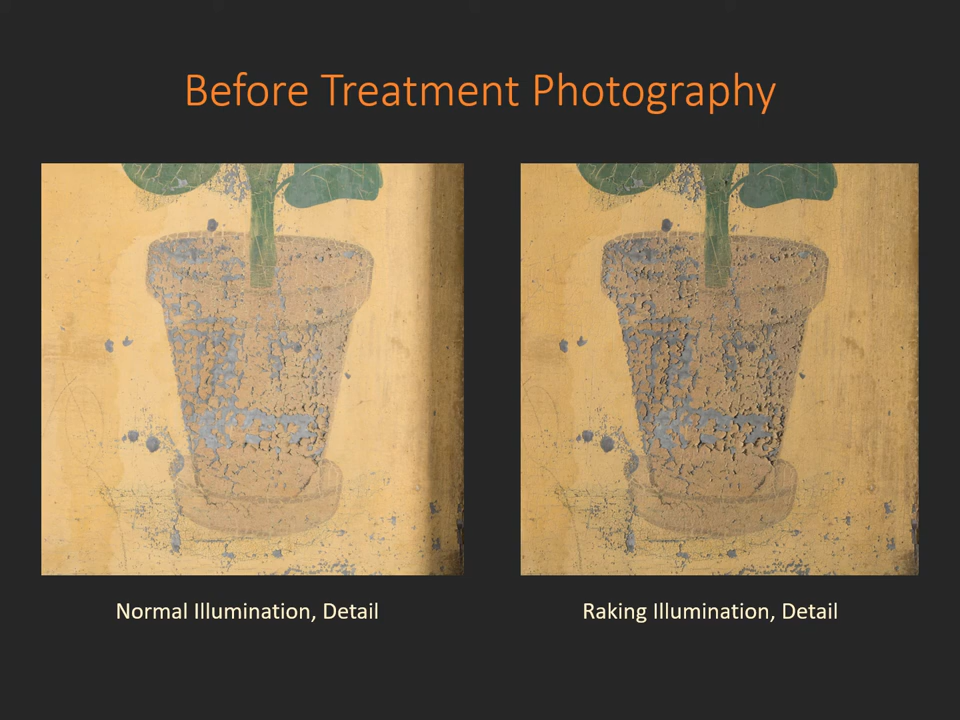 Before Treatment Photography
Normal Illumination, Detail
Raking Illumination, Detail